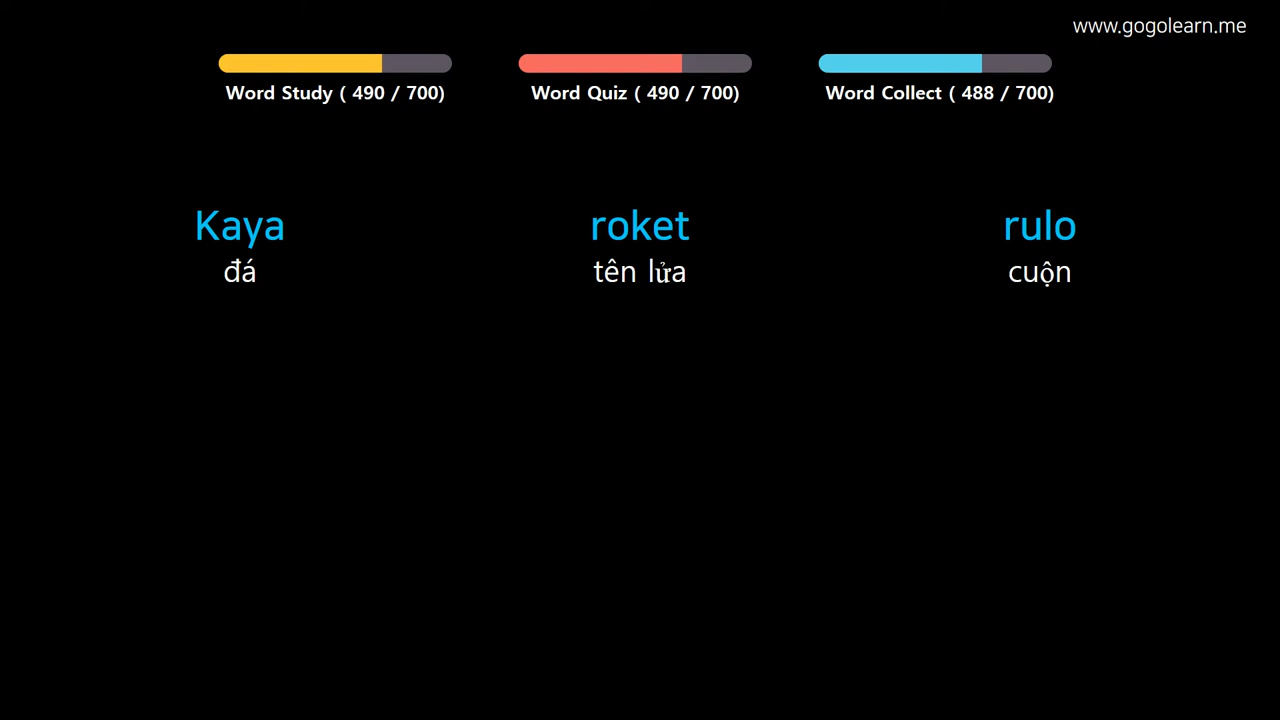 www.gogolearn.me
Word Study ( 490 / 700)
Word Quiz ( 490 / 700)
Word Collect ( 488 / 700)
Kaya
đá
roket
tên lửa
rulo
cuộn